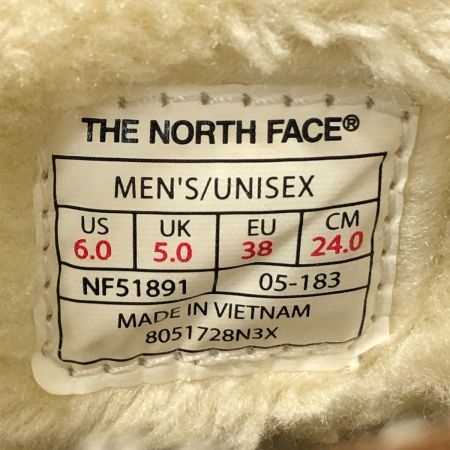 THE NORTH FACE®
MEN'S/UNISEX
US UK EU CM
6.0 5.0 38 24.0
NF51891 05-183
MADE IN VIETNAM
8051728N3X